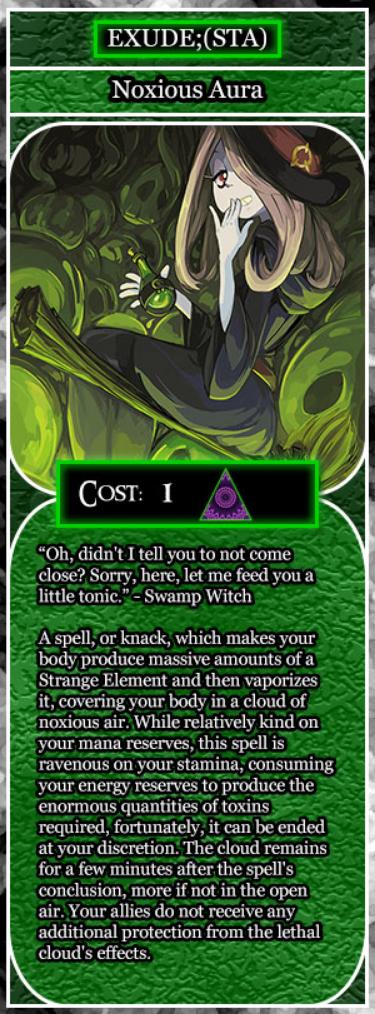 EXUDE;(STA)
Noxious Aura
COST: 1
“Oh, didn't I tell you to not come
close? Sorry, here, let me feed you a
little tonic.” - Swamp Witch
A spell, or knack, which makes your
body produce massive amounts of a
Strange Element and then vaporizes
it, covering your body in a cloud of
noxious air. While relatively kind on
your mana reserves, this spell is
ravenous on your stamina, consuming
your energy reserves to produce the
enormous quantities of toxins
required, fortunately, it can be ended
at your discretion. The cloud remains
for a few minutes after the spell's
conclusion, more if not in the open
air. Your allies do not receive any
additional protection from the lethal
cloud's effects.